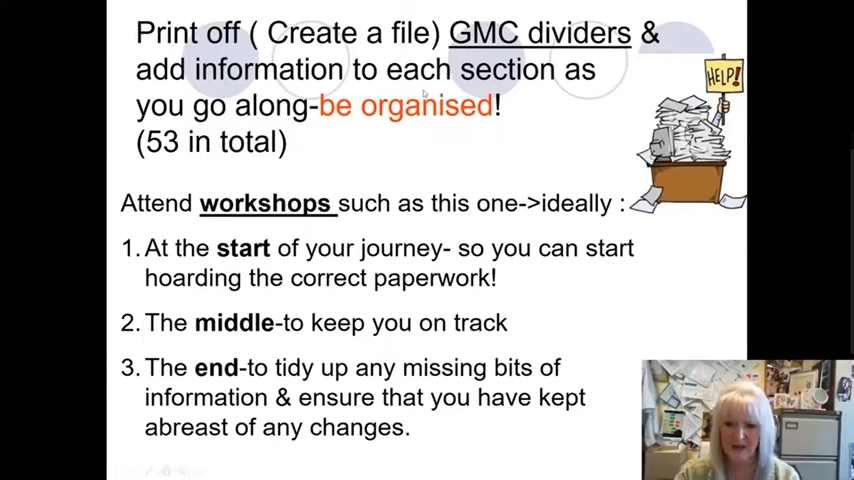 Print off ( Create a file) GMC dividers &
add information to each section as
you go along-be organised!
(53 in total)
HELP!
Attend workshops such as this one->ideally :
1. At the start of your journey- so you can start
hoarding the correct paperwork!
2. The middle-to keep you on track
3. The end-to tidy up any missing bits of
information & ensure that you have kept
abreast of any changes.